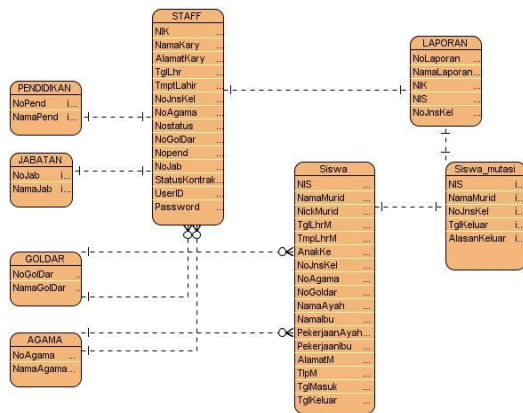 STAFF
NIK ...
NamaKary ...
AlamatKary ...
TglLhr ...
TmptLahir ...
NoJnsKel ...
NoAgama ...
Nostatus ...
NoGolDar ...
Nopend ...
NoJab ...
StatusKontrak...
UserID ...
Password ...
LAPORAN
NoLaporan ...
NamaLaporan...
NIK ...
NIS ...
NoJnsKel ...
PENDIDIKAN
NoPend i...
NamaPend i...
JABATAN
NoJab i...
NamaJab i...
GOLDAR
NoGolDar ...
NamaGolDar ...
AGAMA
NoAgama ...
NamaAgama...
Siswa
NIS ...
NamaMurid ...
NickMurid ...
TglLhrM ...
TmpLhrM ...
AnakKe ...
NoJnsKel ...
NoAgama ...
NoGoldar ...
NamaAyah ...
NamaIbu ...
PekerjaanAyah...
PekerjaanIbu ...
AlamatM ...
TlpM ...
TglMasuk ...
TglKeluar ...
Siswa_mutasi
NIS i...
NamaMurid i...
NoJnsKel i...
TglKeluar i...
AlasanKeluar i...